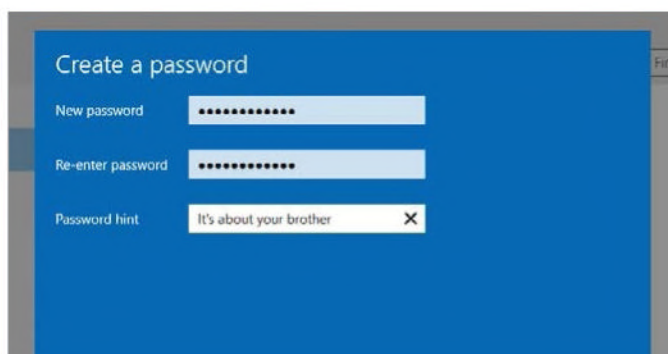 Create a password
New password ••••••••••••
Re-enter password ••••••••••••
Password hint It's about your brother